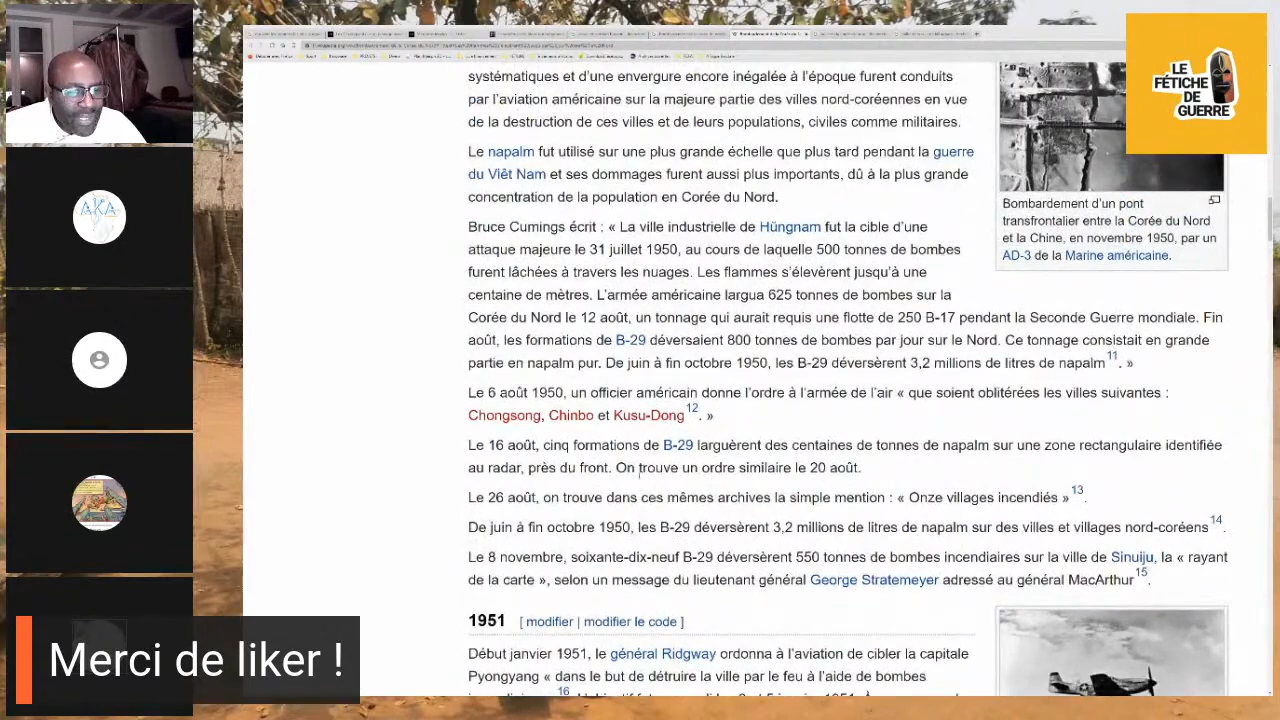 LE
FÉTICHE
DE
GUERRE
AKA
systématiques et d'une envergure encore inégalée à l'époque furent conduits
par l'aviation américaine sur la majeure partie des villes nord-coréennes en vue
de destruction de ces villes et de leurs populations, civiles comme militaires.
Le napalm fut utilisé sur une plus grande échelle que plus tard pendant la guerre
du Viêt Nam et ses dommages furent aussi plus importants, dû à la plus grande
concentration de la population en Corée du Nord.
Bombardement d'un pont
transfrontalier entre la Corée du Nord
et la Chine, en novembre 1950, par un
AD-3 de la Marine américaine.
Bruce Cumings écrit : « La ville industrielle de Hŭngnam fut la cible d'une
attaque majeure le 31 juillet 1950, au cours de laquelle 500 tonnes de bombes
furent lâchées à travers les nuages. Les flammes s'élevèrent jusqu'à une
centaine de mètres. L'armée américaine largua 625 tonnes de bombes sur la
Corée du Nord le 12 août, un tonnage qui aurait requis une flotte de 250 B-17 pendant la Seconde Guerre mondiale. Fin
août, les formations de B-29 déversaient 800 tonnes de bombes par jour sur le Nord. Ce tonnage consistait en grande
partie en napalm pur. De juin à fin octobre 1950, les B-29 déversèrent 3,2 millions de litres de napalm11. »
Le 6 août 1950, un officier américain donne l'ordre à l'armée de l'air « que soient oblitérées les villes suivantes :
Chongsong, Chinbo et Kusu-Dong12. »
Le 16 août, cinq formations de B-29 larguèrent des centaines de tonnes de napalm sur une zone rectangulaire identifiée
au radar, près du front. On trouve un ordre similaire le 20 août.
Le 26 août, on trouve dans ces mêmes archives la simple mention : « Onze villages incendiés »13.
De juin à fin octobre 1950, les B-29 déversèrent 3,2 millions de litres de napalm sur des villes et villages nord-coréens14.
Le 8 novembre, soixante-dix-neuf B-29 déversèrent 550 tonnes de bombes incendiaires sur la ville de Sinuiju, la « rayant
de la carte », selon un message du lieutenant général George Stratemeyer adressé au général MacArthur15.
1951 [ modifier | modifier le code ]
Début janvier 1951, le général Ridgway ordonna à l'aviation de cibler la capitale
Pyongyang « dans le but de détruire la ville par le feu à l'aide de bombes
16
Merci de liker !